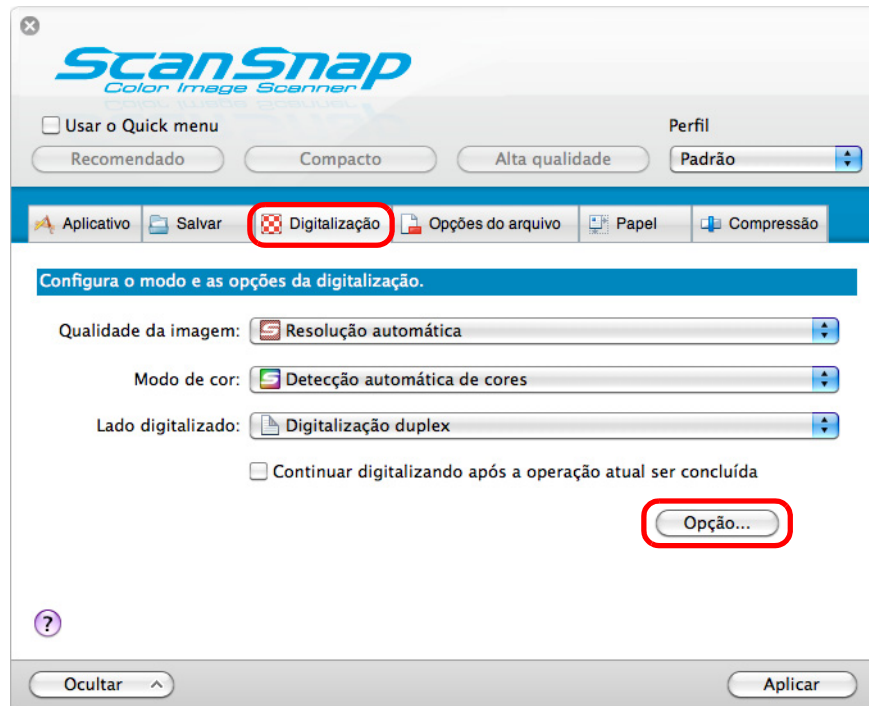 ScanSnap
Color Image Scanner
Usar o Quick menu
Perfil
Recomendado
Compacto
Alta qualidade
Padrão
Aplicativo
Salvar
Digitalização
Opções do arquivo
Papel
Compressão
Configura o modo e as opções da digitalização.
Qualidade da imagem: Resolução automática
Modo de cor: Detecção automática de cores
Lado digitalizado: Digitalização duplex
Continuar digitalizando após a operação atual ser concluída
Opção...
?
Ocultar
Aplicar